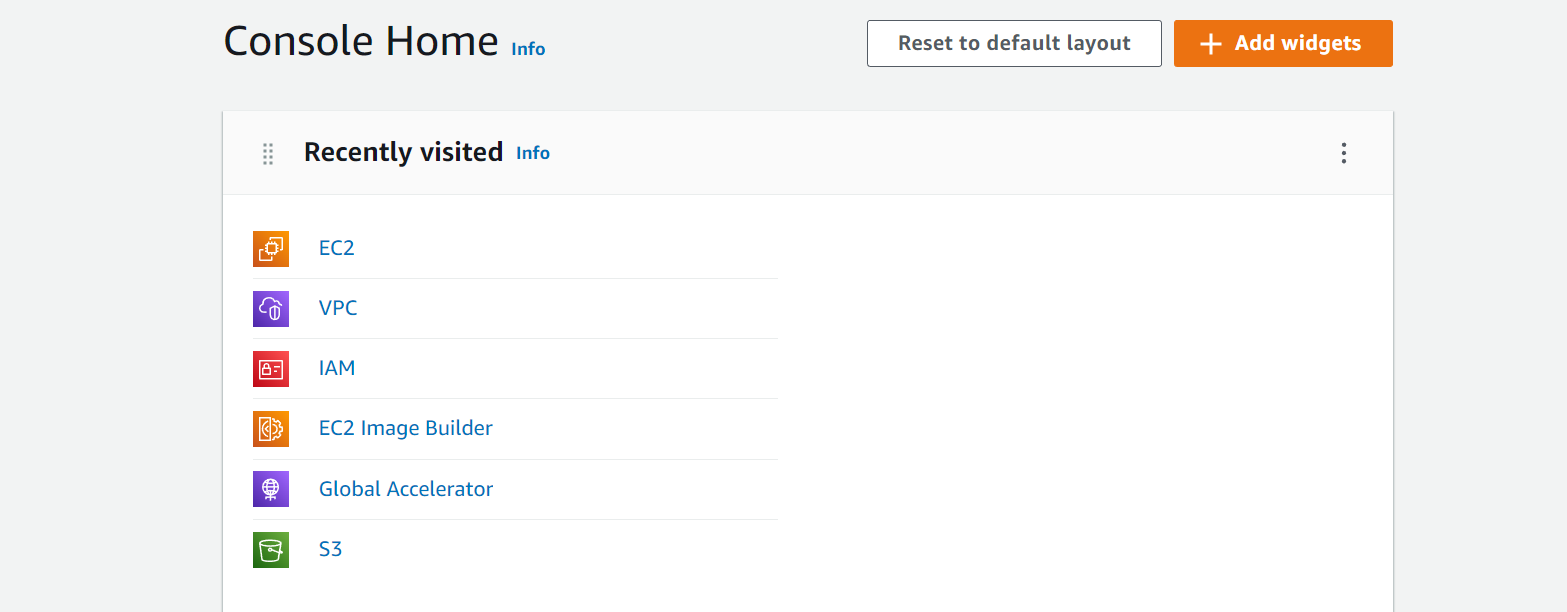 Console Home Info
Reset to default layout
Add widgets
Recently visited Info
EC2
VPC
IAM
EC2 Image Builder
Global Accelerator
S3